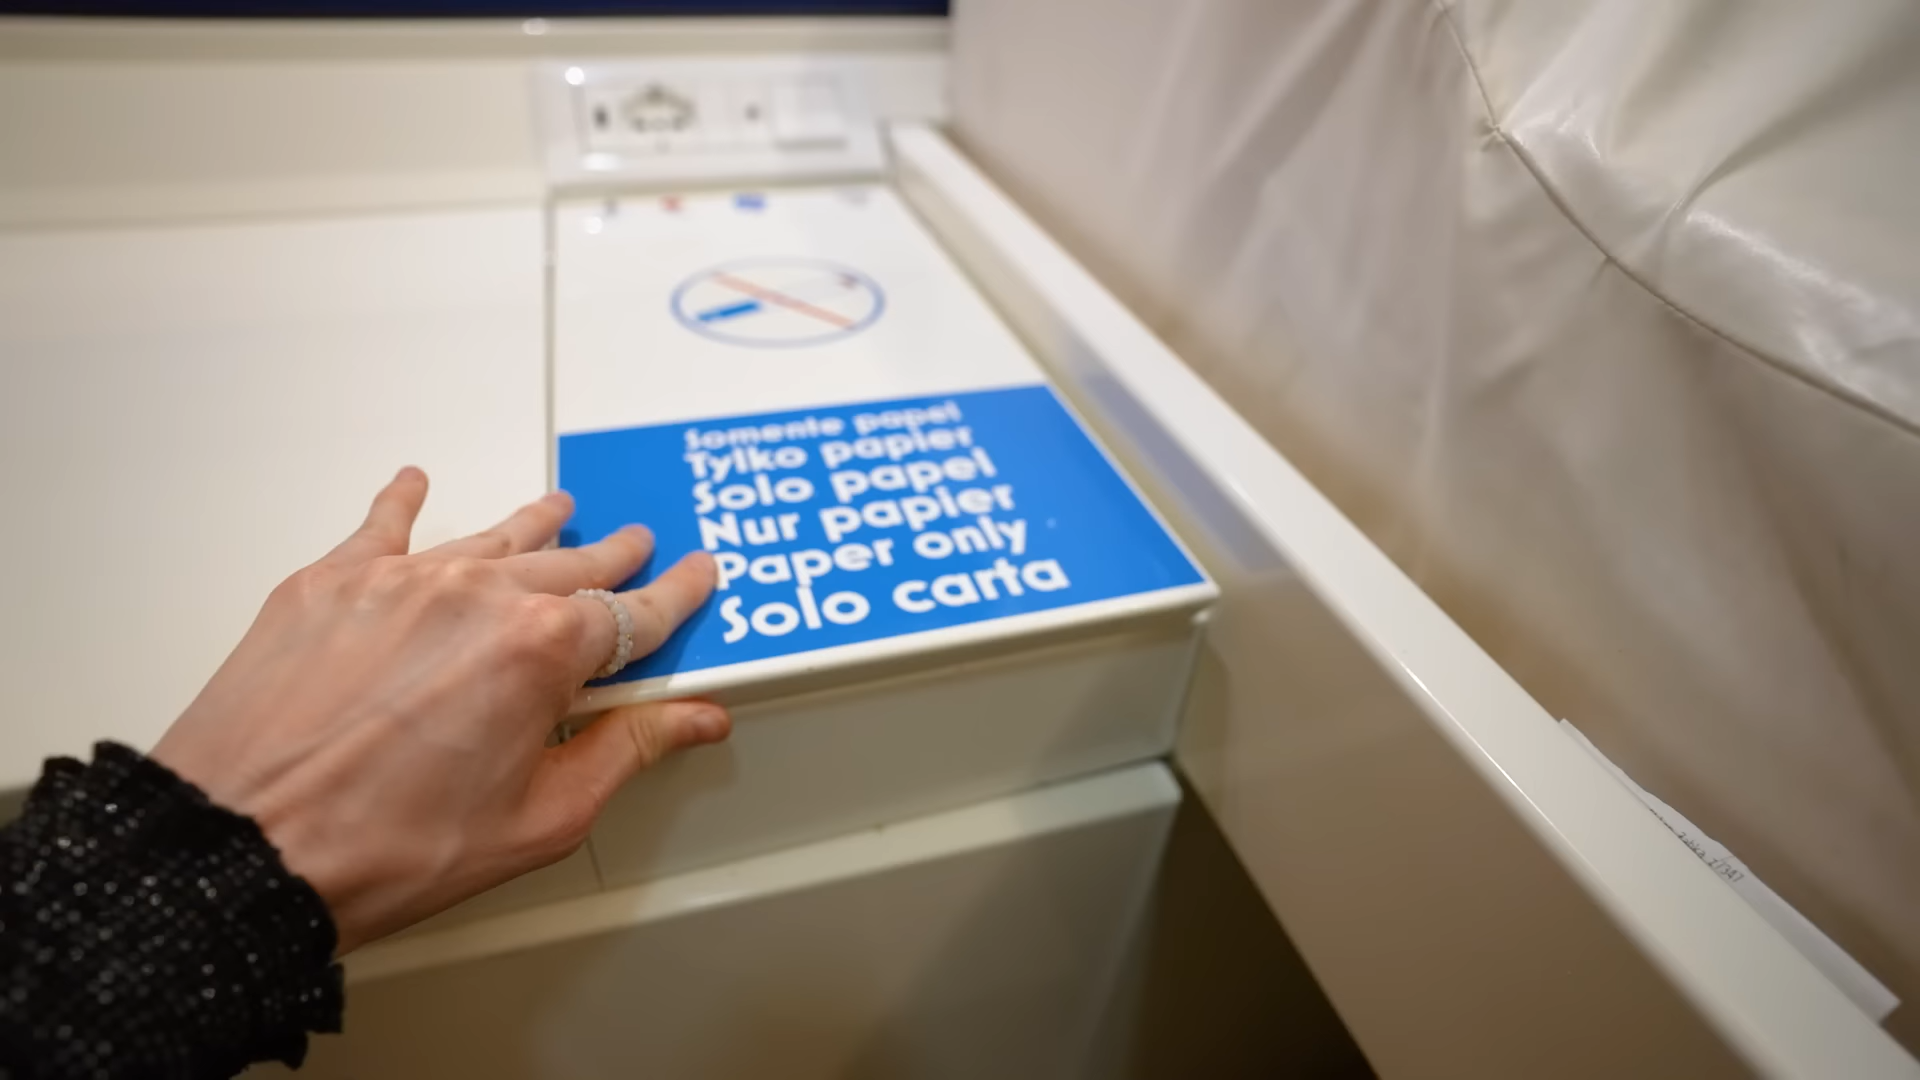 Somente papel
Tylko papier
Solo papel
Nur papier
Paper only
Solo carta